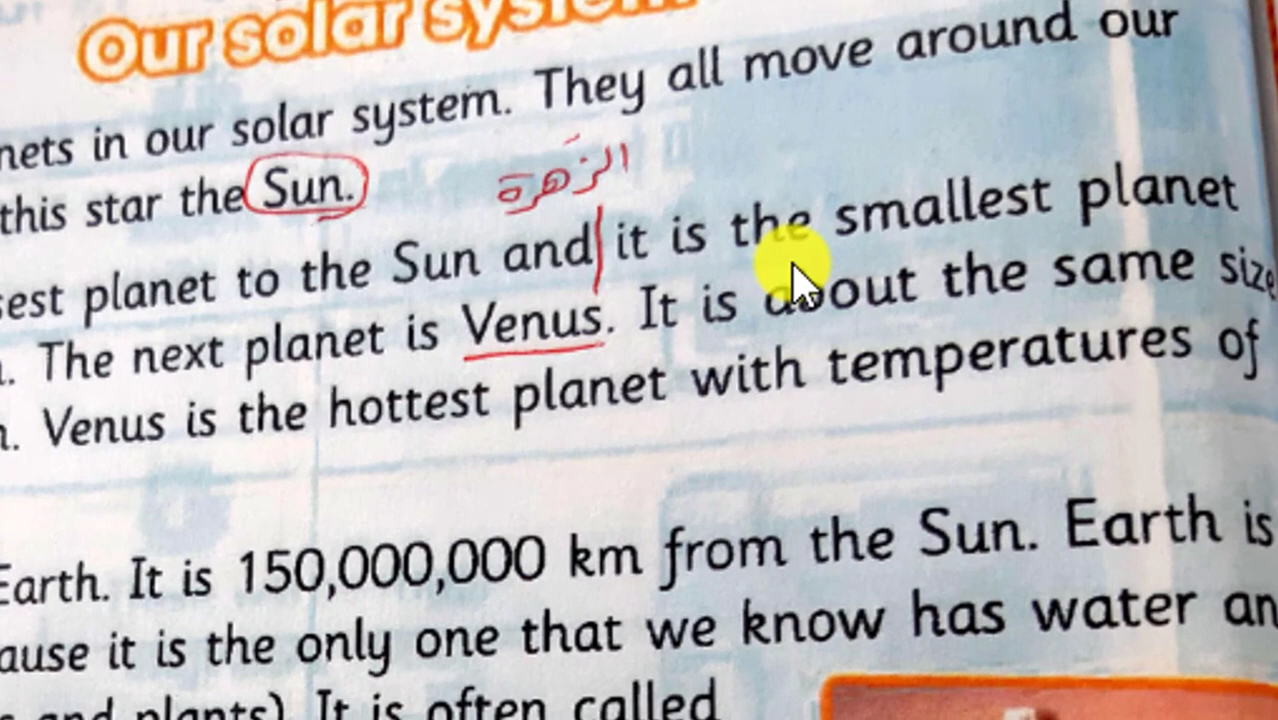 Our solar system
nets in our solar system. They all move around our
this star the Sun.
الزهرة
sest planet to the Sun and it is the smallest planet
. The next planet is Venus. It is about the same size
. Venus is the hottest planet with temperatures of
Earth. It is 150,000,000 km from the Sun. Earth is
ause it is the only one that we know has water an
and plants). It is often called